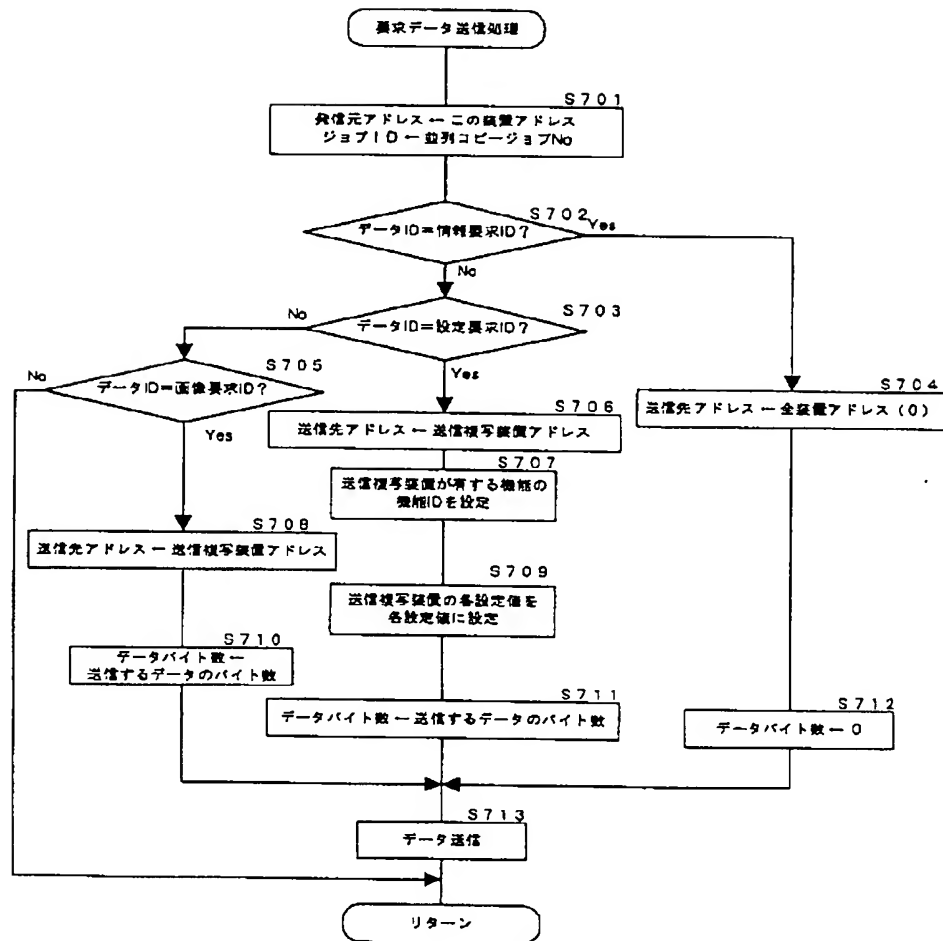 要求データ送信処理
S701
発信元アドレス ← この装置アドレス
ジョブID ← 並列コピージョブNo
S702
データID=情報要求ID?
Yes
No
S703
データID=設定要求ID?
No
Yes
S705
データID=画像要求ID?
No
Yes
S704
送信先アドレス ← 全装置アドレス (0)
S706
送信先アドレス ← 送信複写装置アドレス
S707
送信複写装置が有する機能の
機能IDを設定
S708
送信先アドレス ← 送信複写装置アドレス
S709
送信複写装置の各設定値を
各設定値に設定
S710
データバイト数 ←
送信するデータのバイト数
S711
データバイト数 ← 送信するデータのバイト数
S712
データバイト数 ← 0
S713
データ送信
リターン